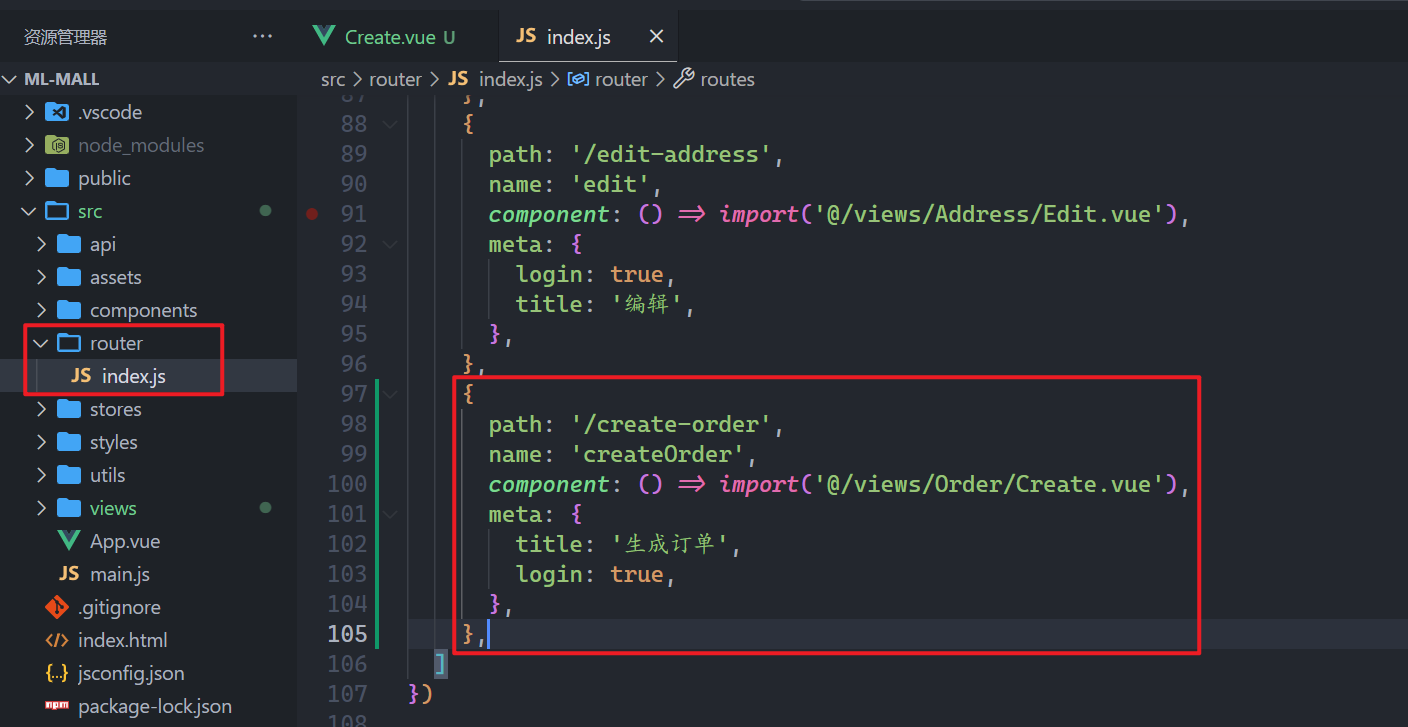 资源管理器 ···
Create.vue U
JS index.js ×
ML-MALL
src > router > JS index.js > router > routes
.vscode
node_modules
public
src
api
assets
components
router
JS index.js
stores
styles
utils
views
App.vue
JS main.js
.gitignore
index.html
{..} jsconfig.json
package-lock.json
87 },
88 {
89 path: '/edit-address',
90 name: 'edit',
91 component: () => import('@/views/Address/Edit.vue'),
92 meta: {
93 login: true,
94 title: '编辑',
95 },
96 },
97 {
98 path: '/create-order',
99 name: 'createOrder',
100 component: () => import('@/views/Order/Create.vue'),
101 meta: {
102 title: '生成订单',
103 login: true,
104 },
105 },
106 ]
107 })
108